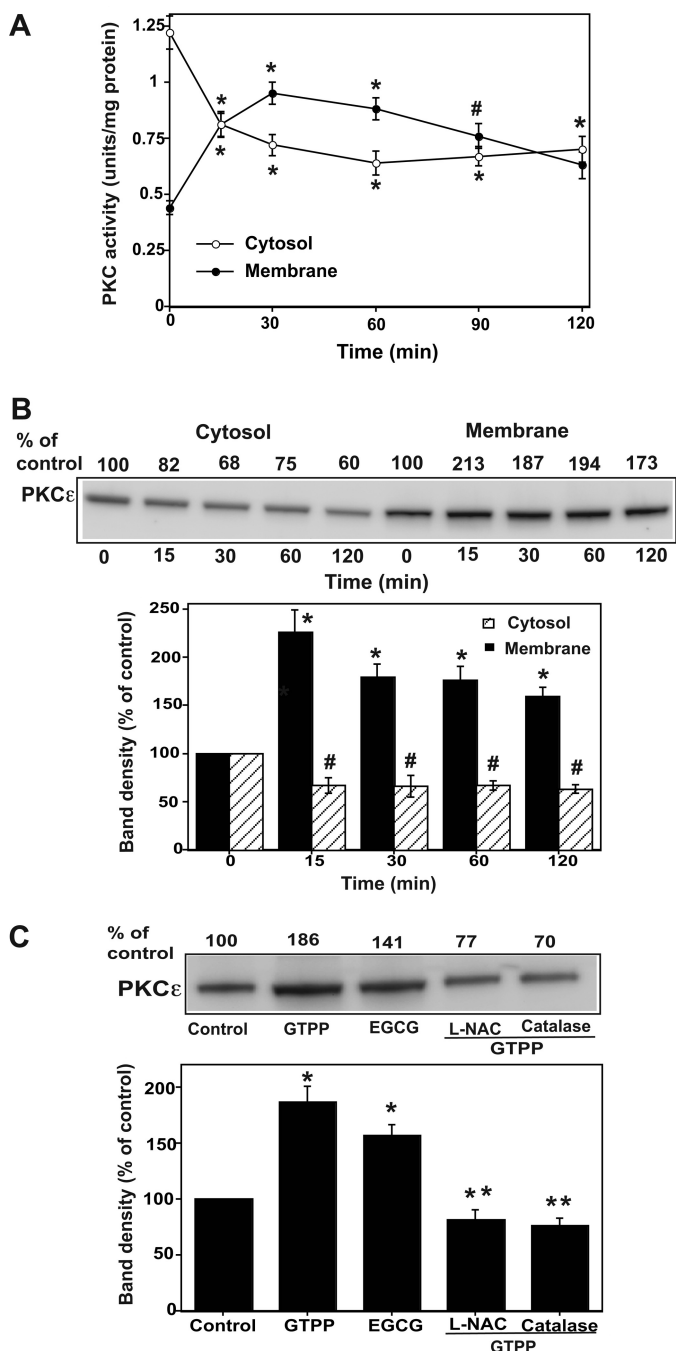 A
PKC activity (units/mg protein)
1.25
1
0.75
0.5
0.25
0
* * * # *
* * * *
Cytosol
Membrane
0 30 60 90 120
Time (min)
B
% of
control
Cytosol Membrane
100 82 68 75 60 100 213 187 194 173
PKCε
0 15 30 60 120 0 15 30 60 120
Time (min)
Band density (% of control)
250
200
150
100
50
0
Cytosol
Membrane
* * * *
*
# # # #
0 15 30 60 120
Time (min)
C
% of
control
100 186 141 77 70
PKCε
Control GTPP EGCG L-NAC Catalase
GTPP
Band density (% of control)
200
150
100
50
0
* * ** **
Control GTPP EGCG L-NAC Catalase
GTPP